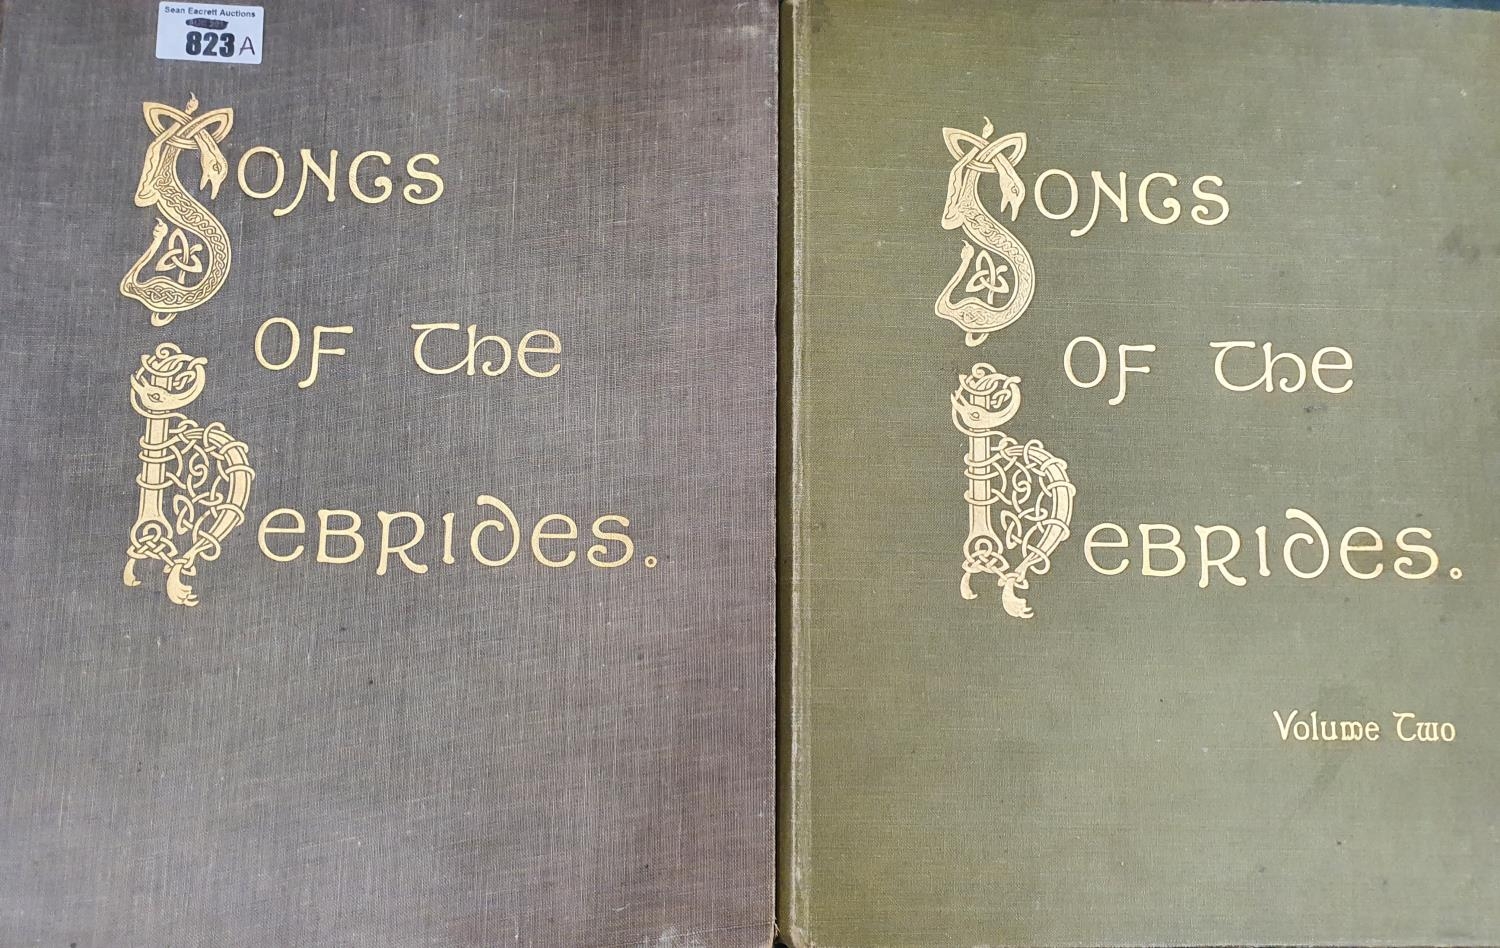 Sean Eacrett Auctions
823 A
Songs
of the
Hebrides.
Songs
of the
Hebrides.
Volume Two